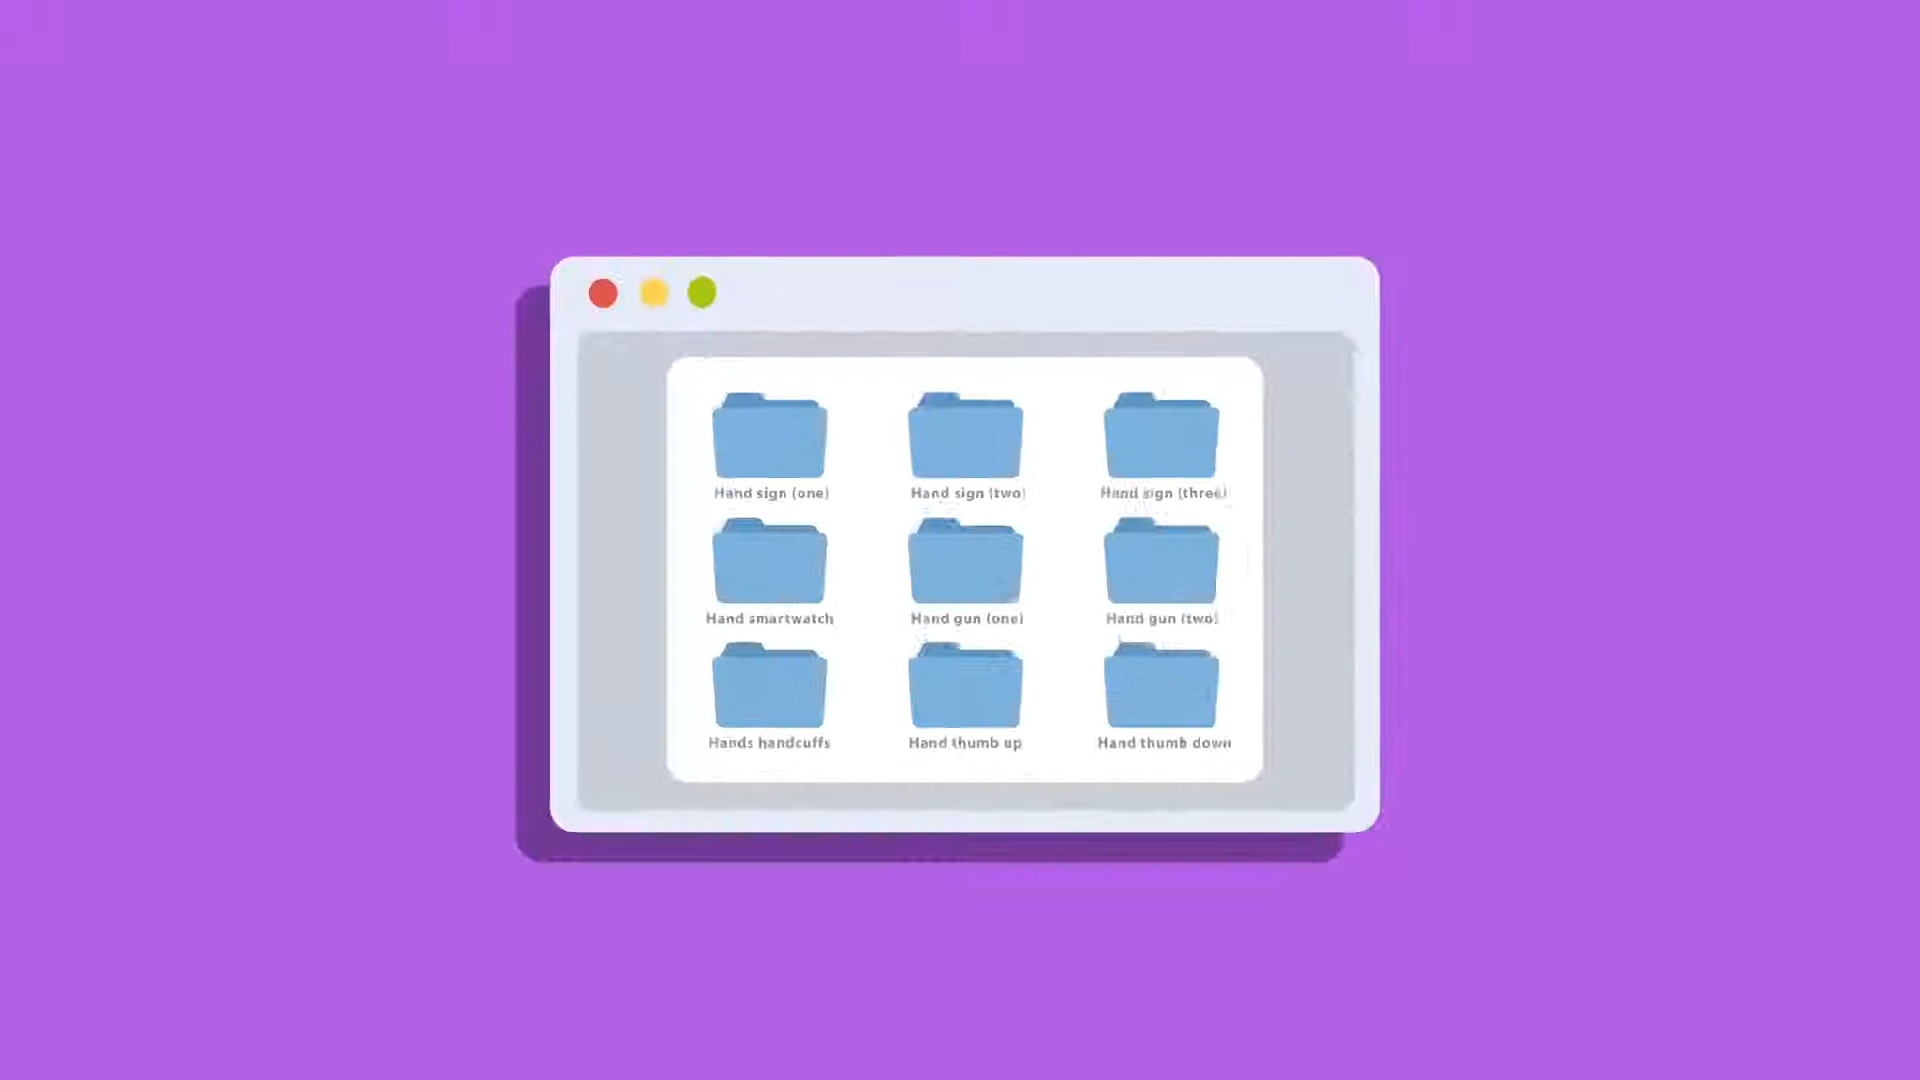 Hand sign (one)
Hand sign (two)
Hand sign (three)
Hand smartwatch
Hand gun (one)
Hand gun (two)
Hands handcuffs
Hand thumb up
Hand thumb down